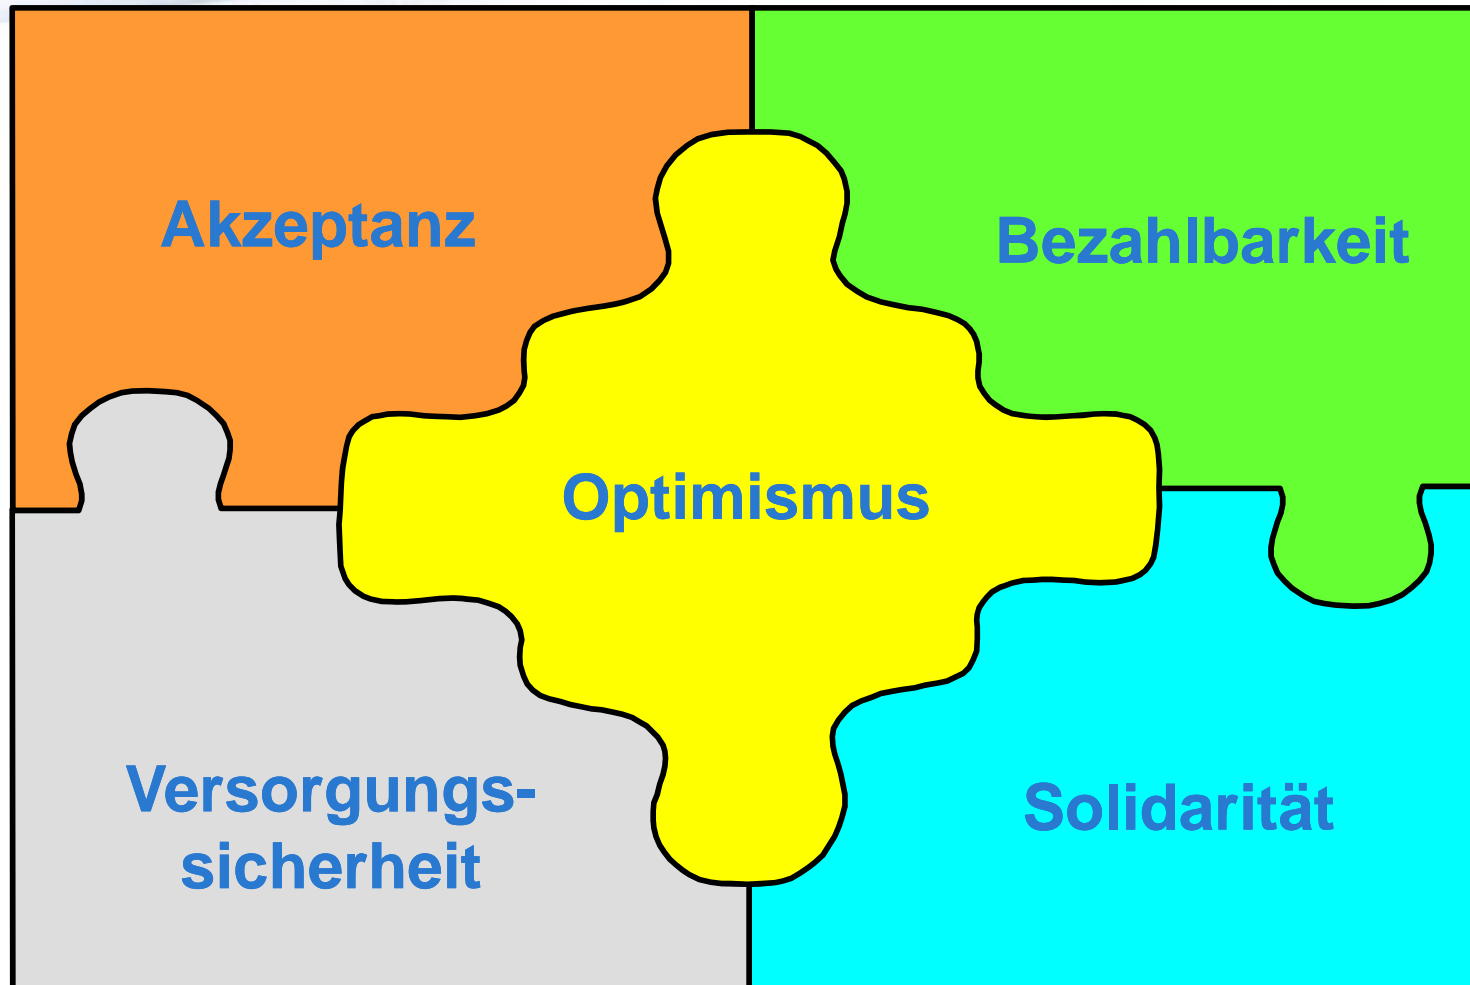 Akzeptanz
Bezahlbarkeit
Optimismus
Versorgungs-
sicherheit
Solidarität